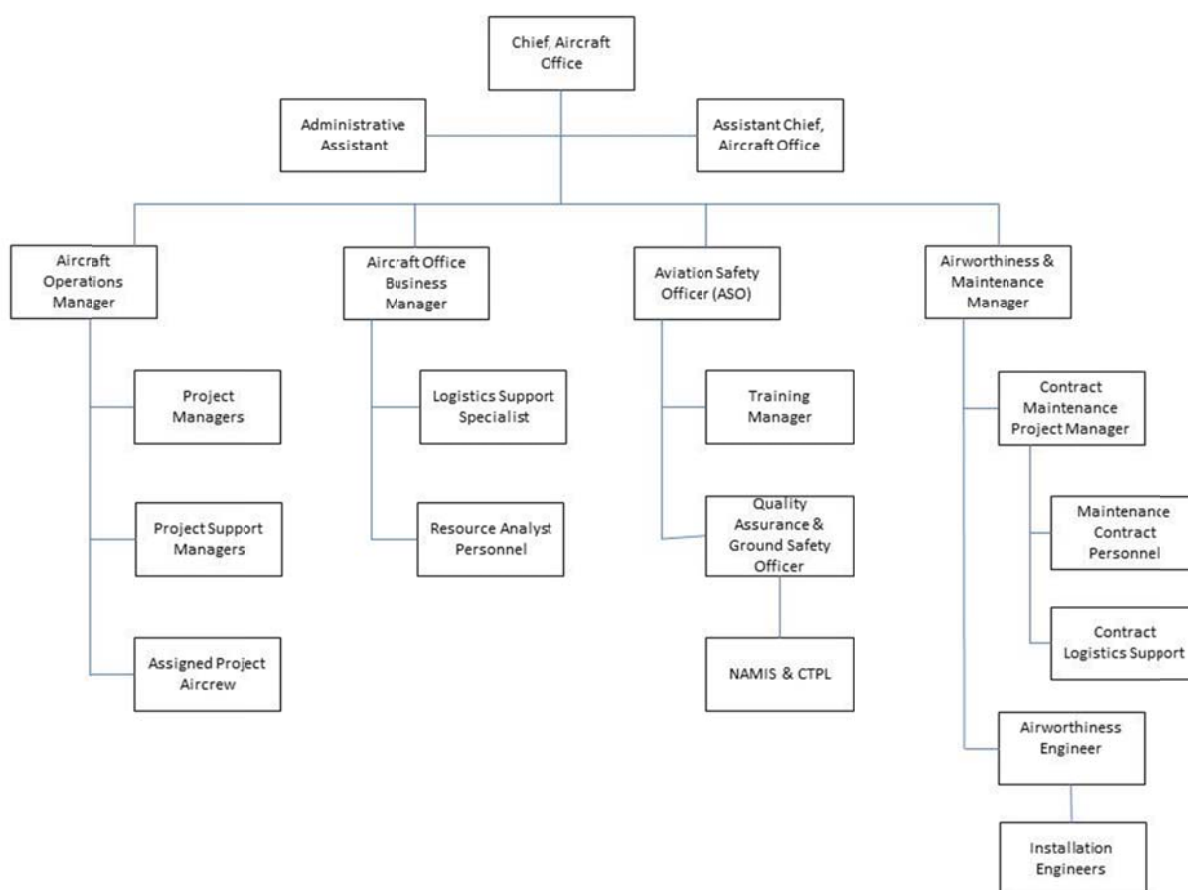 Chief, Aircraft
Office
Administrative
Assistant
Assistant Chief,
Aircraft Office
Aircraft
Operations
Manager
Aircraft Office
Business
Manager
Aviation Safety
Officer (ASO)
Airworthiness &
Maintenance
Manager
Project
Managers
Logistics Support
Specialist
Training
Manager
Contract
Maintenance
Project Manager
Project Support
Managers
Resource Analyst
Personnel
Quality
Assurance &
Ground Safety
Officer
Maintenance
Contract
Personnel
Assigned Project
Aircrew
NAMIS & CTPL
Contract
Logistics Support
Airworthiness
Engineer
Installation
Engineers